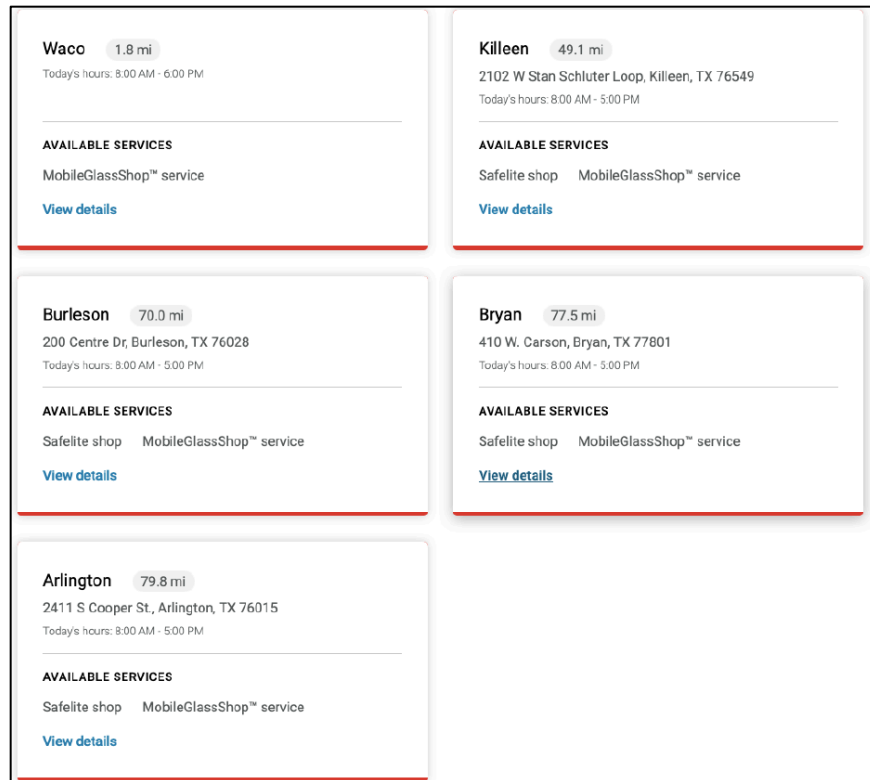 Waco 1.8 mi
Today's hours: 8:00 AM - 6:00 PM
AVAILABLE SERVICES
MobileGlassShop™ service
View details
Killeen 49.1 mi
2102 W Stan Schluter Loop, Killeen, TX 76549
Today's hours: 8:00 AM - 5:00 PM
AVAILABLE SERVICES
Safelite shop MobileGlassShop™ service
View details
Burleson 70.0 mi
200 Centre Dr, Burleson, TX 76028
Today's hours: 8:00 AM - 5:00 PM
AVAILABLE SERVICES
Safelite shop MobileGlassShop™ service
View details
Bryan 77.5 mi
410 W. Carson, Bryan, TX 77801
Today's hours: 8:00 AM - 5:00 PM
AVAILABLE SERVICES
Safelite shop MobileGlassShop™ service
View details
Arlington 79.8 mi
2411 S Cooper St., Arlington, TX 76015
Today's hours: 8:00 AM - 5:00 PM
AVAILABLE SERVICES
Safelite shop MobileGlassShop™ service
View details